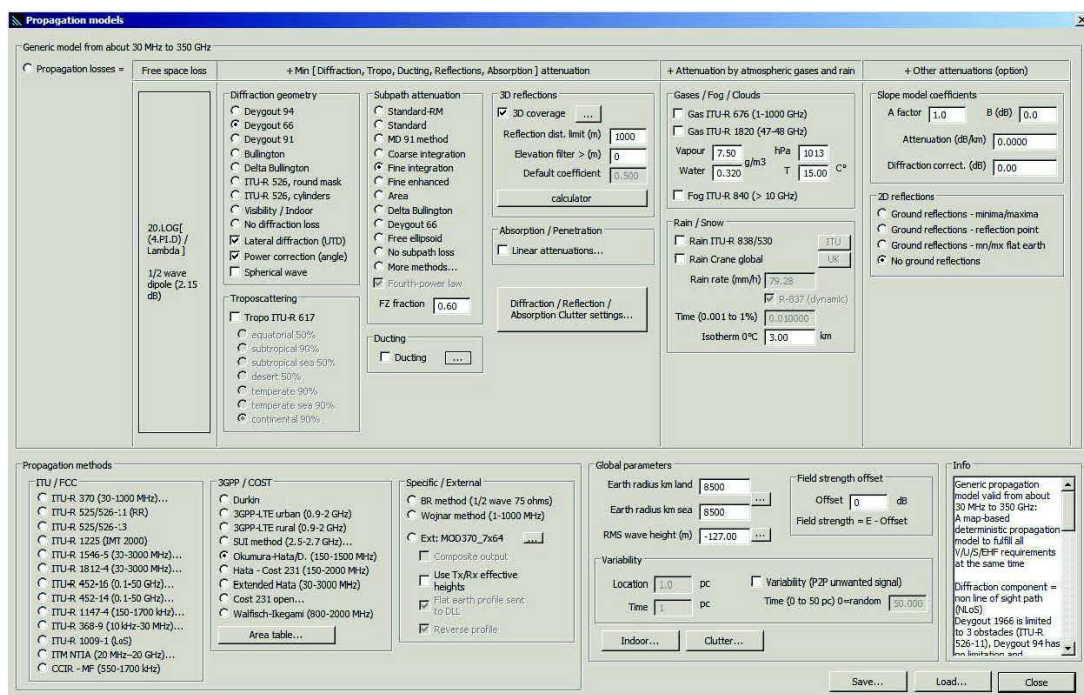 Propagation models
Generic model from about 30 MHz to 350 GHz
Propagation losses =
Free space loss
+ Min [ Diffraction, Tropo, Ducting, Reflections, Absorption ] attenuation
+ Attenuation by atmospheric gases and rain
+ Other attenuations (option)
20.LOG[
(4.PI.D) /
Lambda ]
1/2 wave
dipole (2.15
dB)
Diffraction geometry
Deygout 94
Deygout 66
Deygout 91
Bullington
Delta Bullington
ITU-R 526, round mask
ITU-R 526, cylinders
Visibility / Indoor
No diffraction loss
Lateral diffraction (UTD)
Power correction (angle)
Spherical wave
Troposcattering
Tropo ITU-R 617
equatorial 50%
subtropical 90%
subtropical sea 50%
desert 50%
temperate 90%
temperate sea 90%
continental 90%
Subpath attenuation
Standard-RM
Standard
MD 91 method
Coarse integration
Fine integration
Fine enhanced
Area
Delta Bullington
Deygout 66
Free ellipsoid
No subpath loss
More methods...
Fourth-power law
FZ fraction 0.60
Ducting
Ducting ...
3D reflections
3D coverage ...
Reflection dist. limit (m) 1000
Elevation filter > (m) 0
Default coefficient 0.500
calculator
Absorption / Penetration
Linear attenuations...
Diffraction / Reflection /
Absorption Clutter settings...
Gases / Fog / Clouds
Gas ITU-R 676 (1-1000 GHz)
Gas ITU-R 1820 (47-48 GHz)
Vapour 7.50 hPa 1013
g/m3
Water 0.320 T 15.00 C°
Fog ITU-R 840 (> 10 GHz)
Rain / Snow
Rain ITU-R 838/530 ITU
Rain Crane global UK
Rain rate (mm/h) 79.28
R-837 (dynamic)
Time (0.001 to 1%) 0.010000
Isotherm 0°C 3.00 km
Slope model coefficients
A factor 1.0 B (dB) 0.0
Attenuation (dB/km) 0.0000
Diffraction correct. (dB) 0.00
2D reflections
Ground reflections - minima/maxima
Ground reflections - reflection point
Ground reflections - mn/mx flat earth
No ground reflections
Propagation methods
ITU / FCC
ITU-R 370 (30-1000 MHz)...
ITU-R 525/526-11 (RR)
ITU-R 525/526-13
ITU-R 1225 (IMT 2000)
ITU-R 1546-5 (30-3000 MHz)...
ITU-R 1812-4 (30-3000 MHz)...
ITU-R 452-16 (0.1-50 GHz)...
ITU-R 452-11 (0.1-50 GHz)...
ITU-R 1147-4 (150-1700 kHz)...
ITU-R 368-9 (10 kHz-30 MHz)...
ITU-R 1009-1 (LoS)
ITM NTIA (20 MHz-20 GHz)...
CCIR - MF (550-1700 kHz)
3GPP / COST
Durkin
3GPP-LTE urban (0.9-2 GHz)
3GPP-LTE rural (0.9-2 GHz)
SUI method (2.5-2.7 GHz)...
Okumura-Hata/D. (150-1500 MHz)
Hata - Cost 231 (150-2000 MHz)
Extended Hata (30-3000 MHz)
Cost 231 open...
Walfisch-Ikegami (800-2000 MHz)
Area table...
Specific / External
BR method (1/2 wave 75 ohms)
Wojnar method (1-1000 MHz)
Ext: MOD370_7x64 ...
Composite output
Use Tx/Rx effective
heights
Flat earth profile sent
to DLL
Reverse profile
Global parameters
Earth radius km land 8500
...
Earth radius km sea 8500
RMS wave height (m) -127.00 ...
Field strength offset
Offset 0 dB
Field strength = E - Offset
Variability
Location 1.0 pc
Time 1 pc
Variability (P2P unwanted signal)
Time (0 to 50 pc) 0=random 50.000
Indoor... Clutter...
Info
Generic propagation
model valid from about
30 MHz to 350 GHz:
A map-based
deterministic propagation
model to fulfill all
V/U/S/EHF requirements
at the same time
Diffraction component =
non line of sight path
(NLoS)
Deygout 1966 is limited
to 3 obstacles (ITU-R
526-11), Deygout 94 has
no limitation and
Save... Load... Close